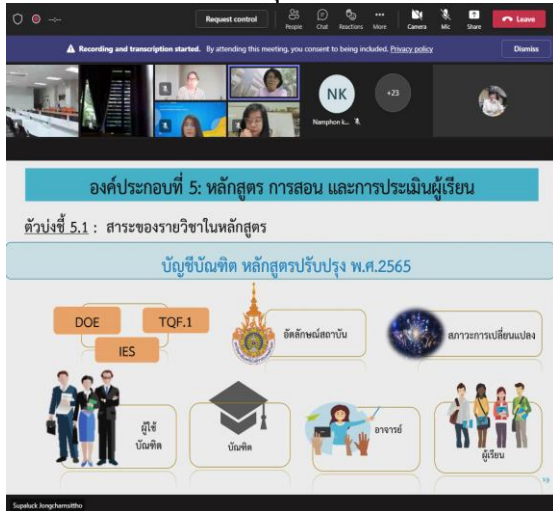 Request control
People
Chat
Reactions
More
Camera
Mic
Share
Leave
Recording and transcription started. By attending this meeting, you consent to being included. Privacy policy
Dismiss
NK
Namphon k...
+23
องค์ประกอบที่ 5: หลักสูตร การสอน และการประเมินผู้เรียน
ตัวบ่งชี้ 5.1 : สาระของรายวิชาในหลักสูตร
บัญชีบัณฑิต หลักสูตรปรับปรุง พ.ศ.2565
DOE
TQF.1
IES
อัตลักษณ์สถาบัน
สภาวะการเปลี่ยนแปลง
ผู้ใช้
บัณฑิต
บัณฑิต
อาจารย์
ผู้เรียน
Supaluck Jongchamsittho